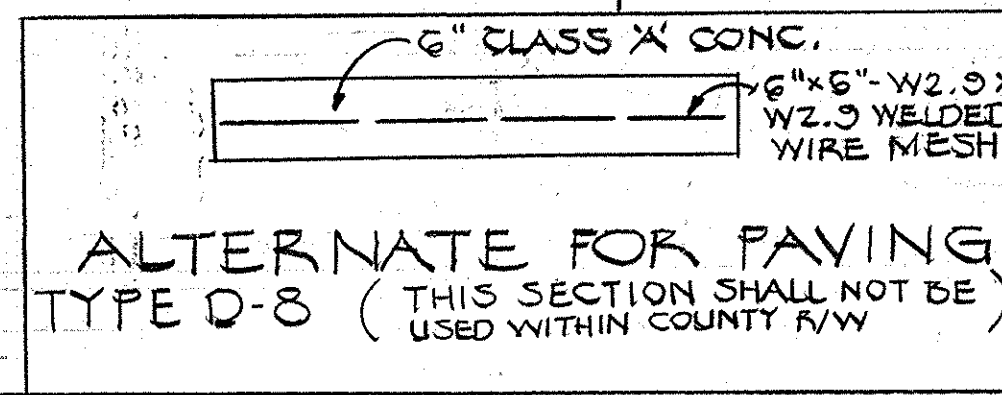 6" CLASS 'A' CONC.
6"x6"-W2.9x
W2.9 WELDED
WIRE MESH
ALTERNATE FOR PAVING
TYPE D-8 (THIS SECTION SHALL NOT BE
USED WITHIN COUNTY R/W)